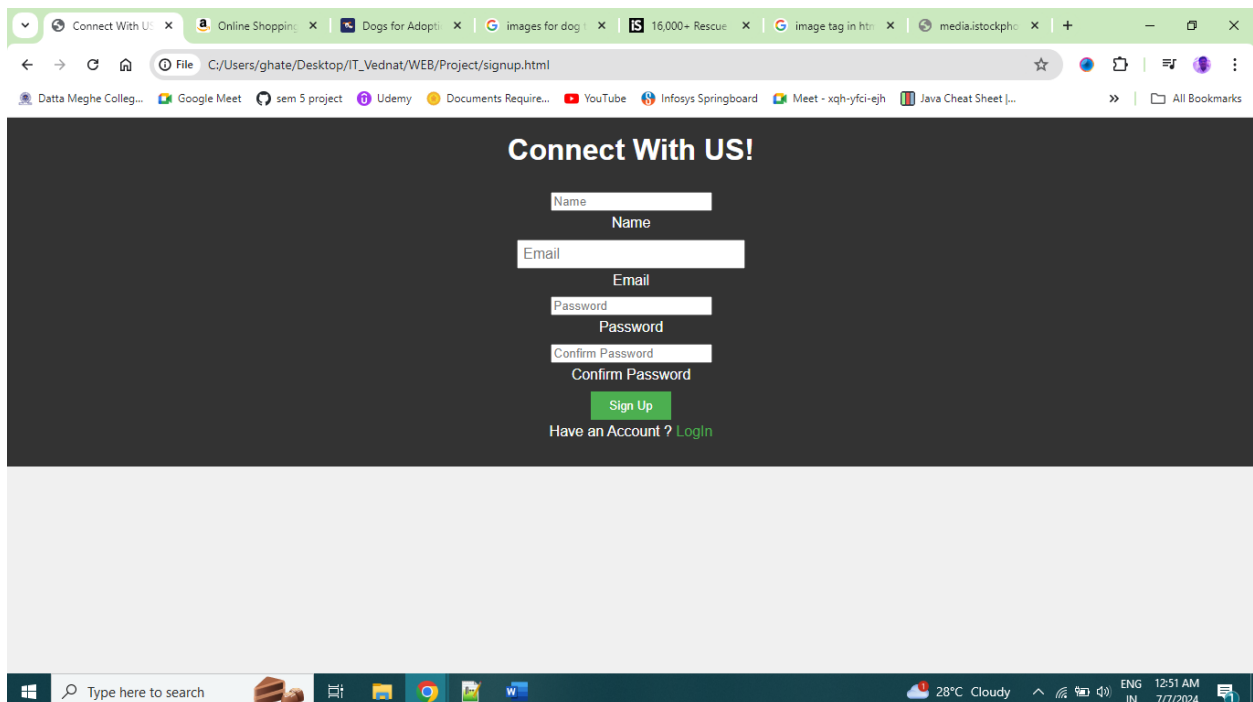 Connect With U
Online Shopping
Dogs for Adopti
images for dog
iS 16,000+ Rescue
image tag in htm
media.istockpho
File C:/Users/ghate/Desktop/IT_Vednat/WEB/Project/signup.html
Datta Meghe Colleg... Google Meet sem 5 project Udemy Documents Require... YouTube Infosys Springboard Meet - xqh-yfci-ejh Java Cheat Sheet |... » All Bookmarks
Connect With US!
Name
Name
Email
Email
Password
Password
Confirm Password
Confirm Password
Sign Up
Have an Account ? LogIn
Type here to search
28°C Cloudy
ENG
IN
12:51 AM
7/7/2024